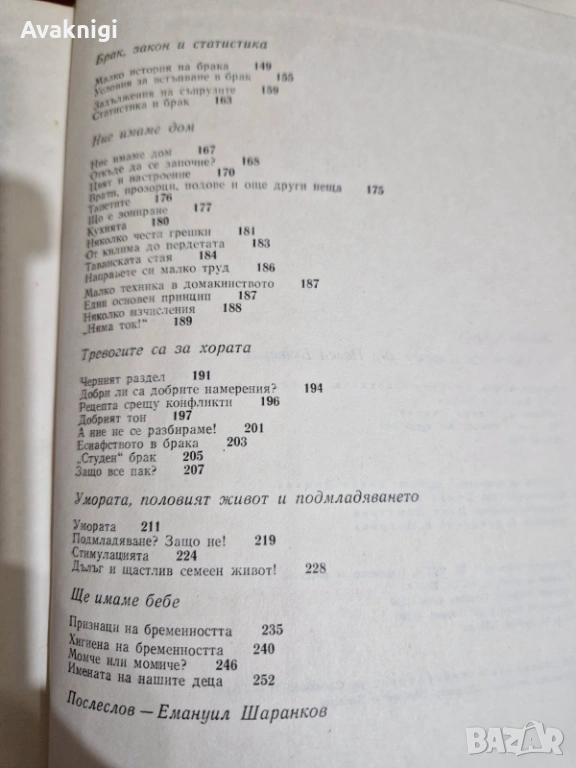 Avaknigi
Брак, закон и статистика
Малко история на брака 149
Условия за встъпване в брак 155
Задължения на съпрузите 159
Статистика и брак 163
Ние имаме дом
Ние имаме дом 167
Откъде да се започне? 168
Цвят и настроение 170
Врати, прозорци, подове и още други неща 175
Тапетите 176
Що е зониране 177
Кухнята 180
Няколко чести грешки 181
От килима до пердетата 183
Таванската стая 184
Направете си малко труд 186
Малко техника в домакинството 187
Един основен принцип 187
Няколко изчисления 188
„Няма ток!“ 189
Тревогите са за хората
Черният раздел 191
Добри ли са добрите намерения? 194
Рецепта срещу конфликти 196
Добрият тон 197
А ние не се разбираме! 201
Еснафството в брака 203
„Студен“ брак 205
Защо все пак? 207
Умората, половият живот и подмладяването
Умората 211
Подмладяване? Защо не! 219
Стимулацията 224
Дълъг и щастлив семеен живот! 228
Ще имаме бебе
Признаци на бременността 235
Хигиена на бременността 240
Момче или момиче? 246
Имената на нашите деца 252
Послеслов — Емануил Шаранков
BAZAR